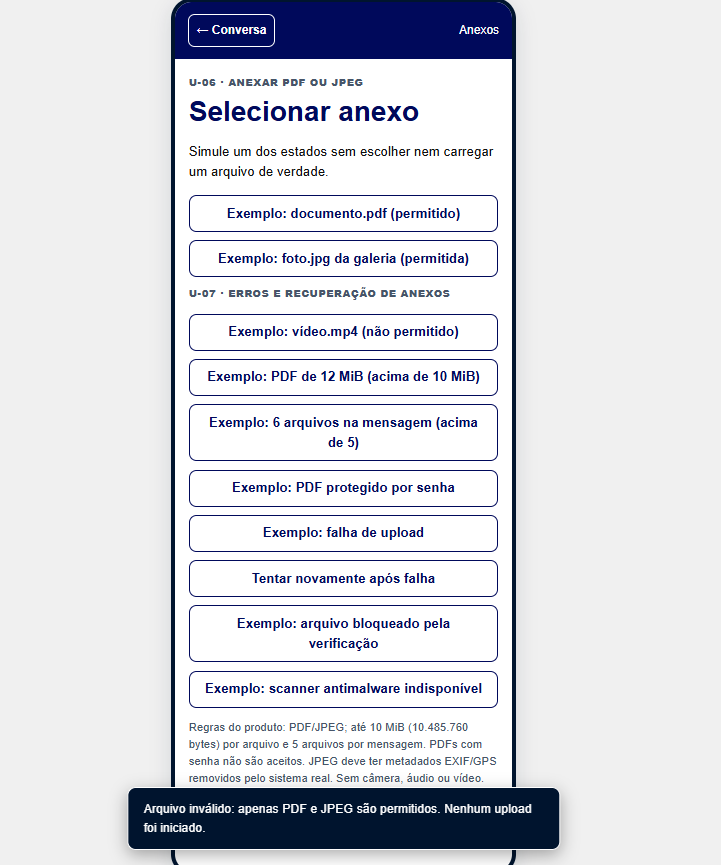 ← Conversa
Anexos
U-06 · ANEXAR PDF OU JPEG
Selecionar anexo
Simule um dos estados sem escolher nem carregar
um arquivo de verdade.
Exemplo: documento.pdf (permitido)
Exemplo: foto.jpg da galeria (permitida)
U-07 · ERROS E RECUPERAÇÃO DE ANEXOS
Exemplo: vídeo.mp4 (não permitido)
Exemplo: PDF de 12 MiB (acima de 10 MiB)
Exemplo: 6 arquivos na mensagem (acima
de 5)
Exemplo: PDF protegido por senha
Exemplo: falha de upload
Tentar novamente após falha
Exemplo: arquivo bloqueado pela
verificação
Exemplo: scanner antimalware indisponível
Regras do produto: PDF/JPEG; até 10 MiB (10.485.760
bytes) por arquivo e 5 arquivos por mensagem. PDFs com
senha não são aceitos. JPEG deve ter metadados EXIF/GPS
removidos pelo sistema real. Sem câmera, áudio ou vídeo.
Arquivo inválido: apenas PDF e JPEG são permitidos. Nenhum upload
foi iniciado.